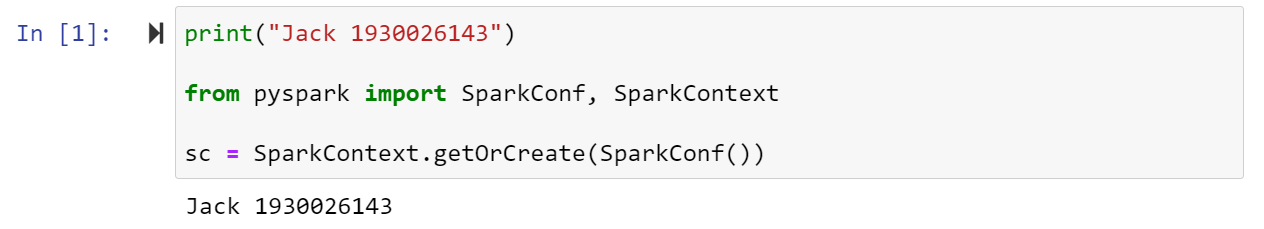 In [1]: print("Jack 1930026143")
from pyspark import SparkConf, SparkContext
sc = SparkContext.getOrCreate(SparkConf())
Jack 1930026143